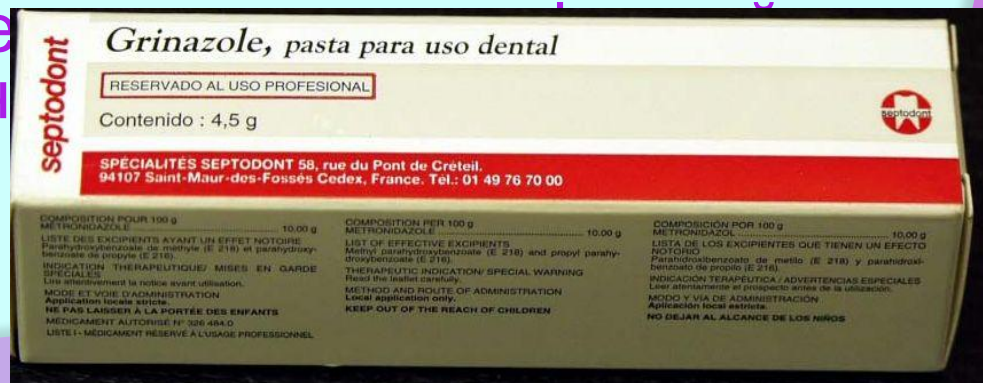 septodont
Grinazole, pasta para uso dental
RESERVADO AL USO PROFESIONAL
Contenido : 4,5 g
septodont
SPÉCIALITÉS SEPTODONT 58, rue du Pont de Créteil.
94107 Saint-Maur-des-Fossés Cedex, France. Tél.: 01 49 76 70 00
COMPOSITION POUR 100 g
METRONIDAZOLE 10,00 g
LISTE DES EXCIPIENTS AYANT UN EFFET NOTOIRE
Parahydroxybenzoate de méthyle (E 218) et parahydroxy-
benzoate de propyle (E 216).
INDICATION THERAPEUTIQUE/ MISES EN GARDE
SPECIALES
Lire attentivement la notice avant utilisation.
MODE ET VOIE D'ADMINISTRATION
Application locale stricte.
NE PAS LAISSER À LA PORTÉE DES ENFANTS
MÉDICAMENT AUTORISÉ N° 326 484.0
LISTE I - MÉDICAMENT RÉSERVÉ À L'USAGE PROFESSIONNEL
COMPOSITION PER 100 g
METRONIDAZOLE 10.00 g
LIST OF EFFECTIVE EXCIPIENTS
Methyl parahydroxybenzoate (E 218) and propyl parahy-
droxybenzoate (E 216).
THERAPEUTIC INDICATION/ SPECIAL WARNING
Read the leaflet carefully.
METHOD AND ROUTE OF ADMINISTRATION
Local application only.
KEEP OUT OF THE REACH OF CHILDREN
COMPOSICIÓN POR 100 g
METRONIDAZOL 10,00 g
LISTA DE LOS EXCIPIENTES QUE TIENEN UN EFECTO
NOTORIO
Parahidroxibenzoato de metilo (E 218) y parahidroxi-
benzoato de propilo (E 216).
INDICACIÓN TERAPÉUTICA / ADVERTENCIAS ESPECIALES
Leer atentamente el prospecto antes de la utilización.
MODO Y VIA DE ADMINISTRACIÓN
Aplicación local estricta.
NO DEJAR AL ALCANCE DE LOS NIÑOS